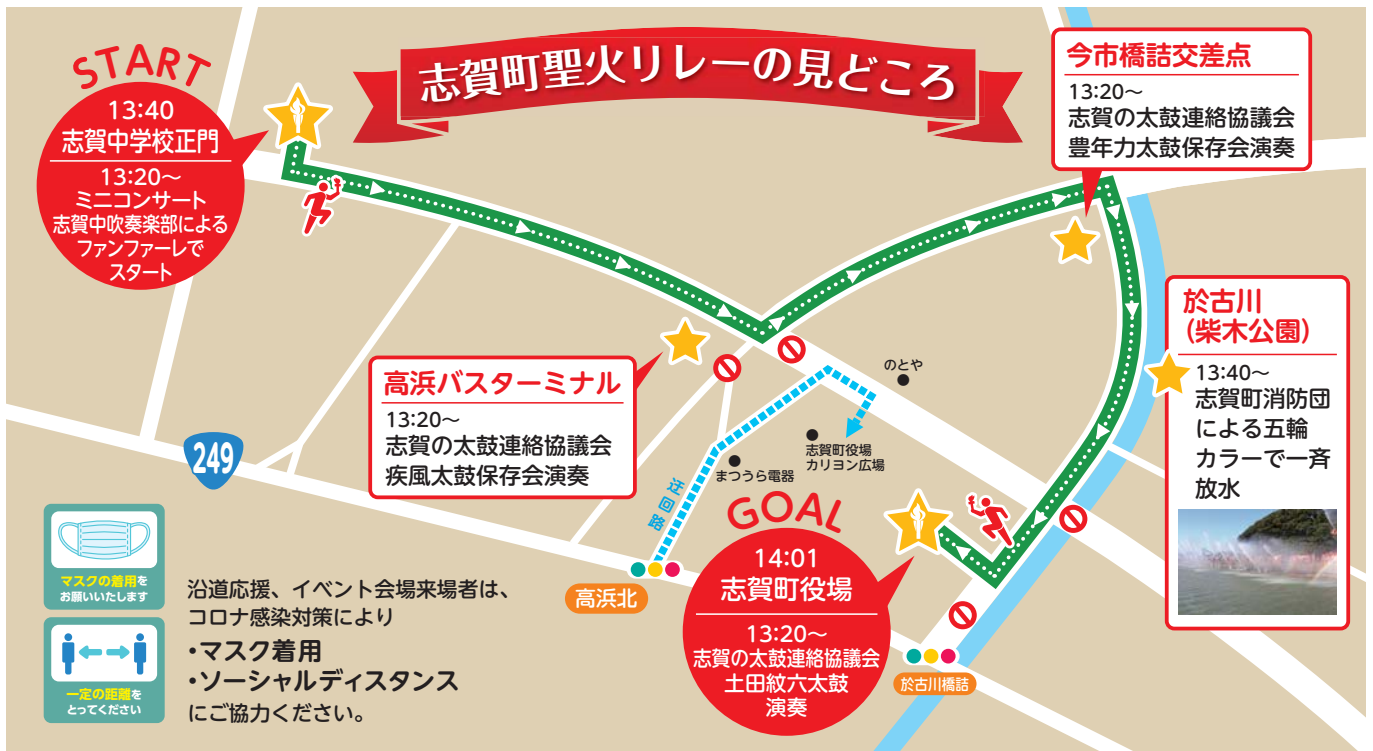 志賀町聖火リレーの見どころ
START
13:40
志賀中学校正門
13:20～
ミニコンサート
志賀中吹奏楽部による
ファンファーレで
スタート
今市橋詰交差点
13:20～
志賀の太鼓連絡協議会
豊年力太鼓保存会演奏
於古川
(柴木公園)
13:40～
志賀町消防団
による五輪
カラーで一斉
放水
高浜バスターミナル
13:20～
志賀の太鼓連絡協議会
疾風太鼓保存会演奏
のとや
志賀町役場
カリヨン広場
まつうら電器
迂回路
249
高浜北
GOAL
14:01
志賀町役場
13:20～
志賀の太鼓連絡協議会
土田紋六太鼓
演奏
於古川橋詰
マスクの着用を
お願いいたします
一定の距離を
とってください
沿道応援、イベント会場来場者は、
コロナ感染対策により
・マスク着用
・ソーシャルディスタンス
にご協力ください。